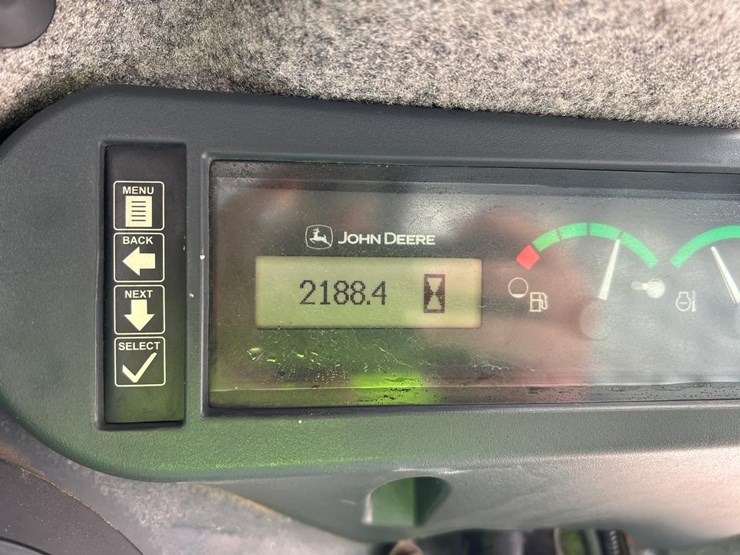 MENU
BACK
NEXT
SELECT
JOHN DEERE
2188.4